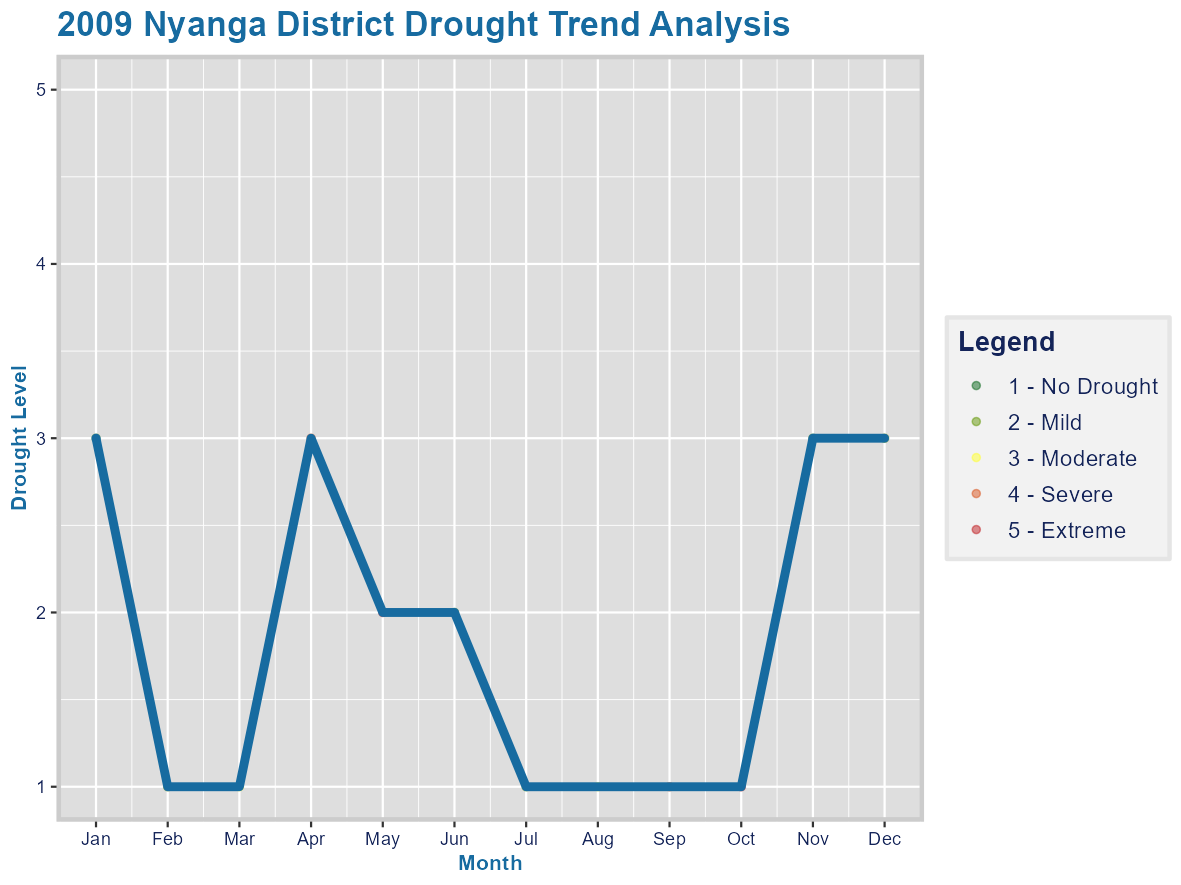 2009 Nyanga District Drought Trend Analysis
5
4
3
2
1
Drought Level
Jan Feb Mar Apr May Jun Jul Aug Sep Oct Nov Dec
Month
Legend
1 - No Drought
2 - Mild
3 - Moderate
4 - Severe
5 - Extreme